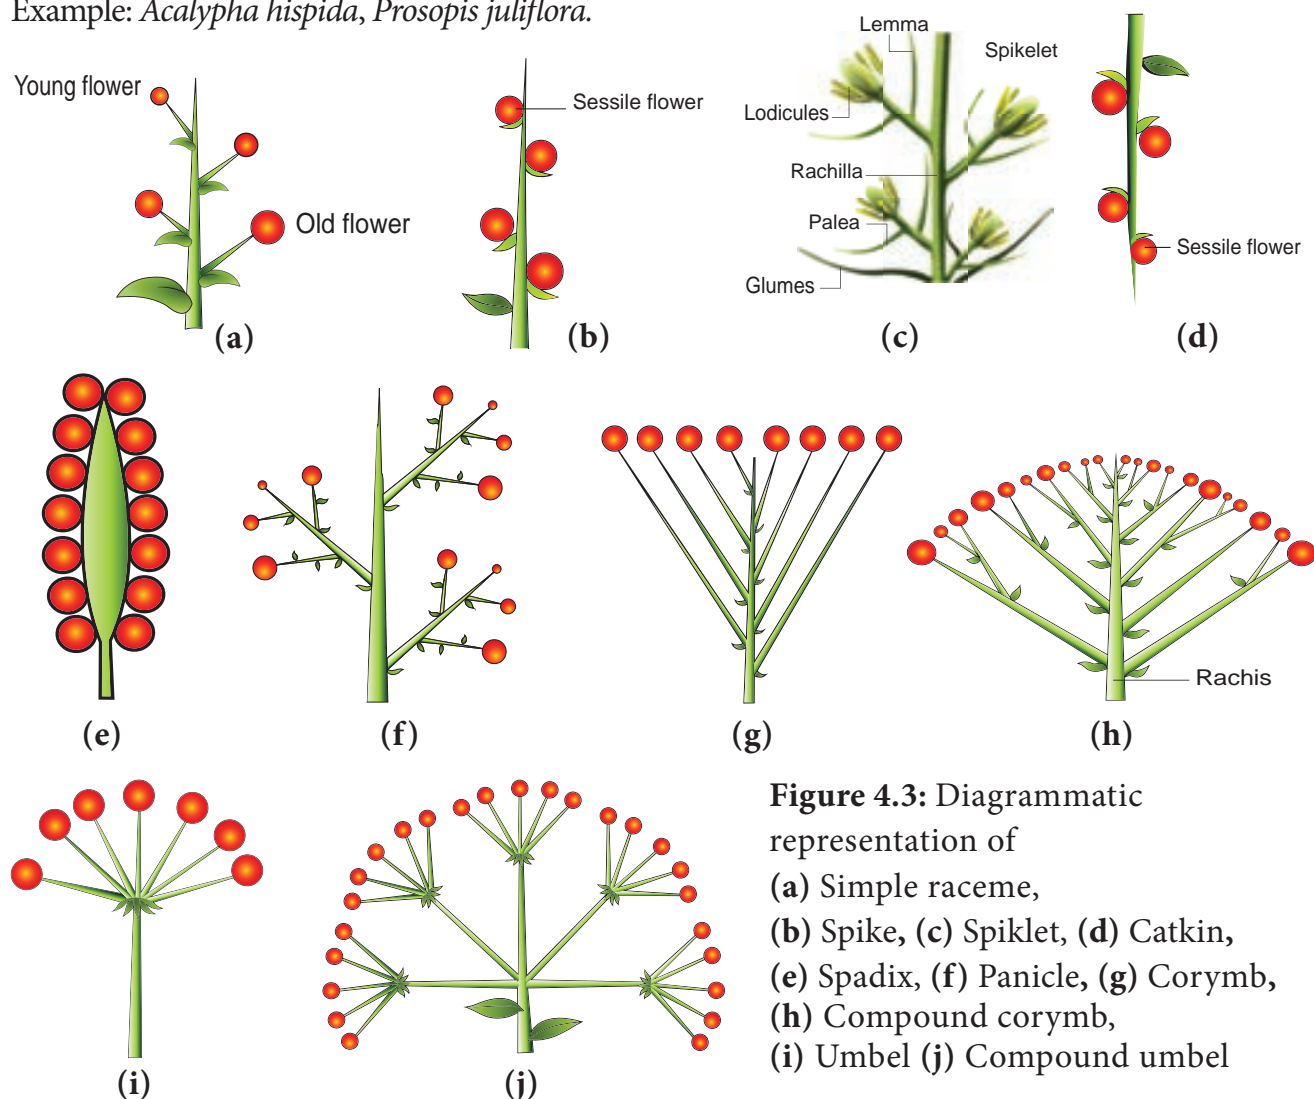 Example: Acalypha hispida, Prosopis juliflora.
Young flower
Old flower
(a)
Sessile flower
(b)
Lemma
Spikelet
Lodicules
Rachilla
Palea
Glumes
(c)
Sessile flower
(d)
(e)
(f)
(g)
Rachis
(h)
(i)
(j)
Figure 4.3: Diagrammatic
representation of
(a) Simple raceme,
(b) Spike, (c) Spiklet, (d) Catkin,
(e) Spadix, (f) Panicle, (g) Corymb,
(h) Compound corymb,
(i) Umbel (j) Compound umbel